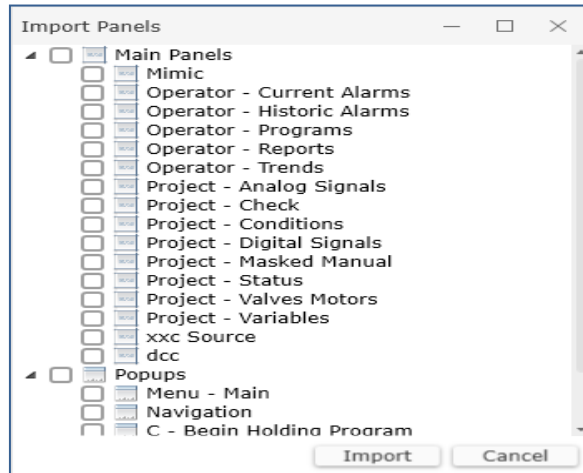 Import Panels
Main Panels
Mimic
Operator - Current Alarms
Operator - Historic Alarms
Operator - Programs
Operator - Reports
Operator - Trends
Project - Analog Signals
Project - Check
Project - Conditions
Project - Digital Signals
Project - Masked Manual
Project - Status
Project - Valves Motors
Project - Variables
xxc Source
dcc
Popups
Menu - Main
Navigation
C - Begin Holding Program
Import Cancel